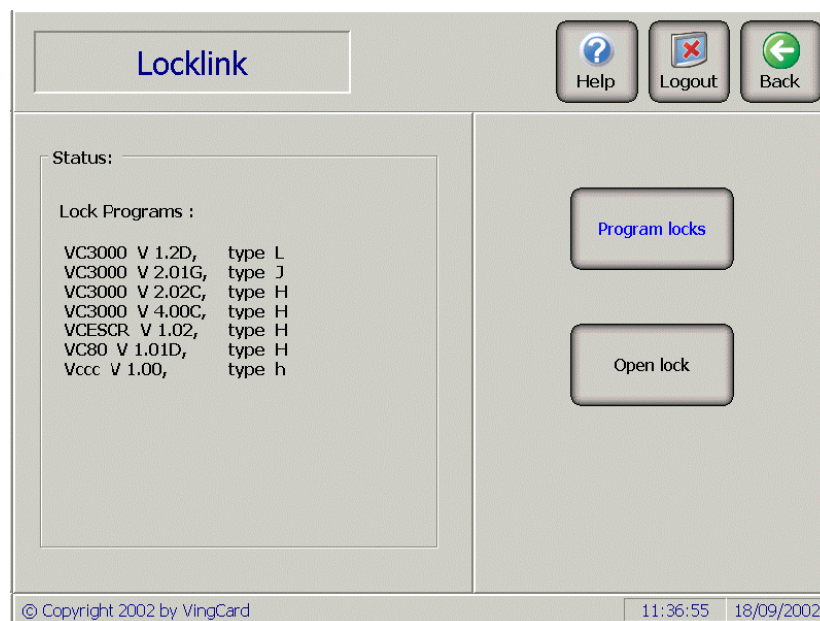 Locklink
Help
Logout
Back
Status:
Lock Programs :
VC3000 V 1.2D, type L
VC3000 V 2.01G, type J
VC3000 V 2.02C, type H
VC3000 V 4.00C, type H
VCESCR V 1.02, type H
VC80 V 1.01D, type H
Vccc V 1.00, type h
Program locks
Open lock
© Copyright 2002 by VingCard 11:36:55 18/09/2002